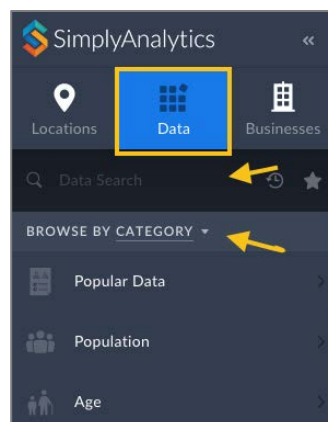 SimplyAnalytics «
Locations Data Businesses
Data Search
BROWSE BY CATEGORY
Popular Data
Population
Age